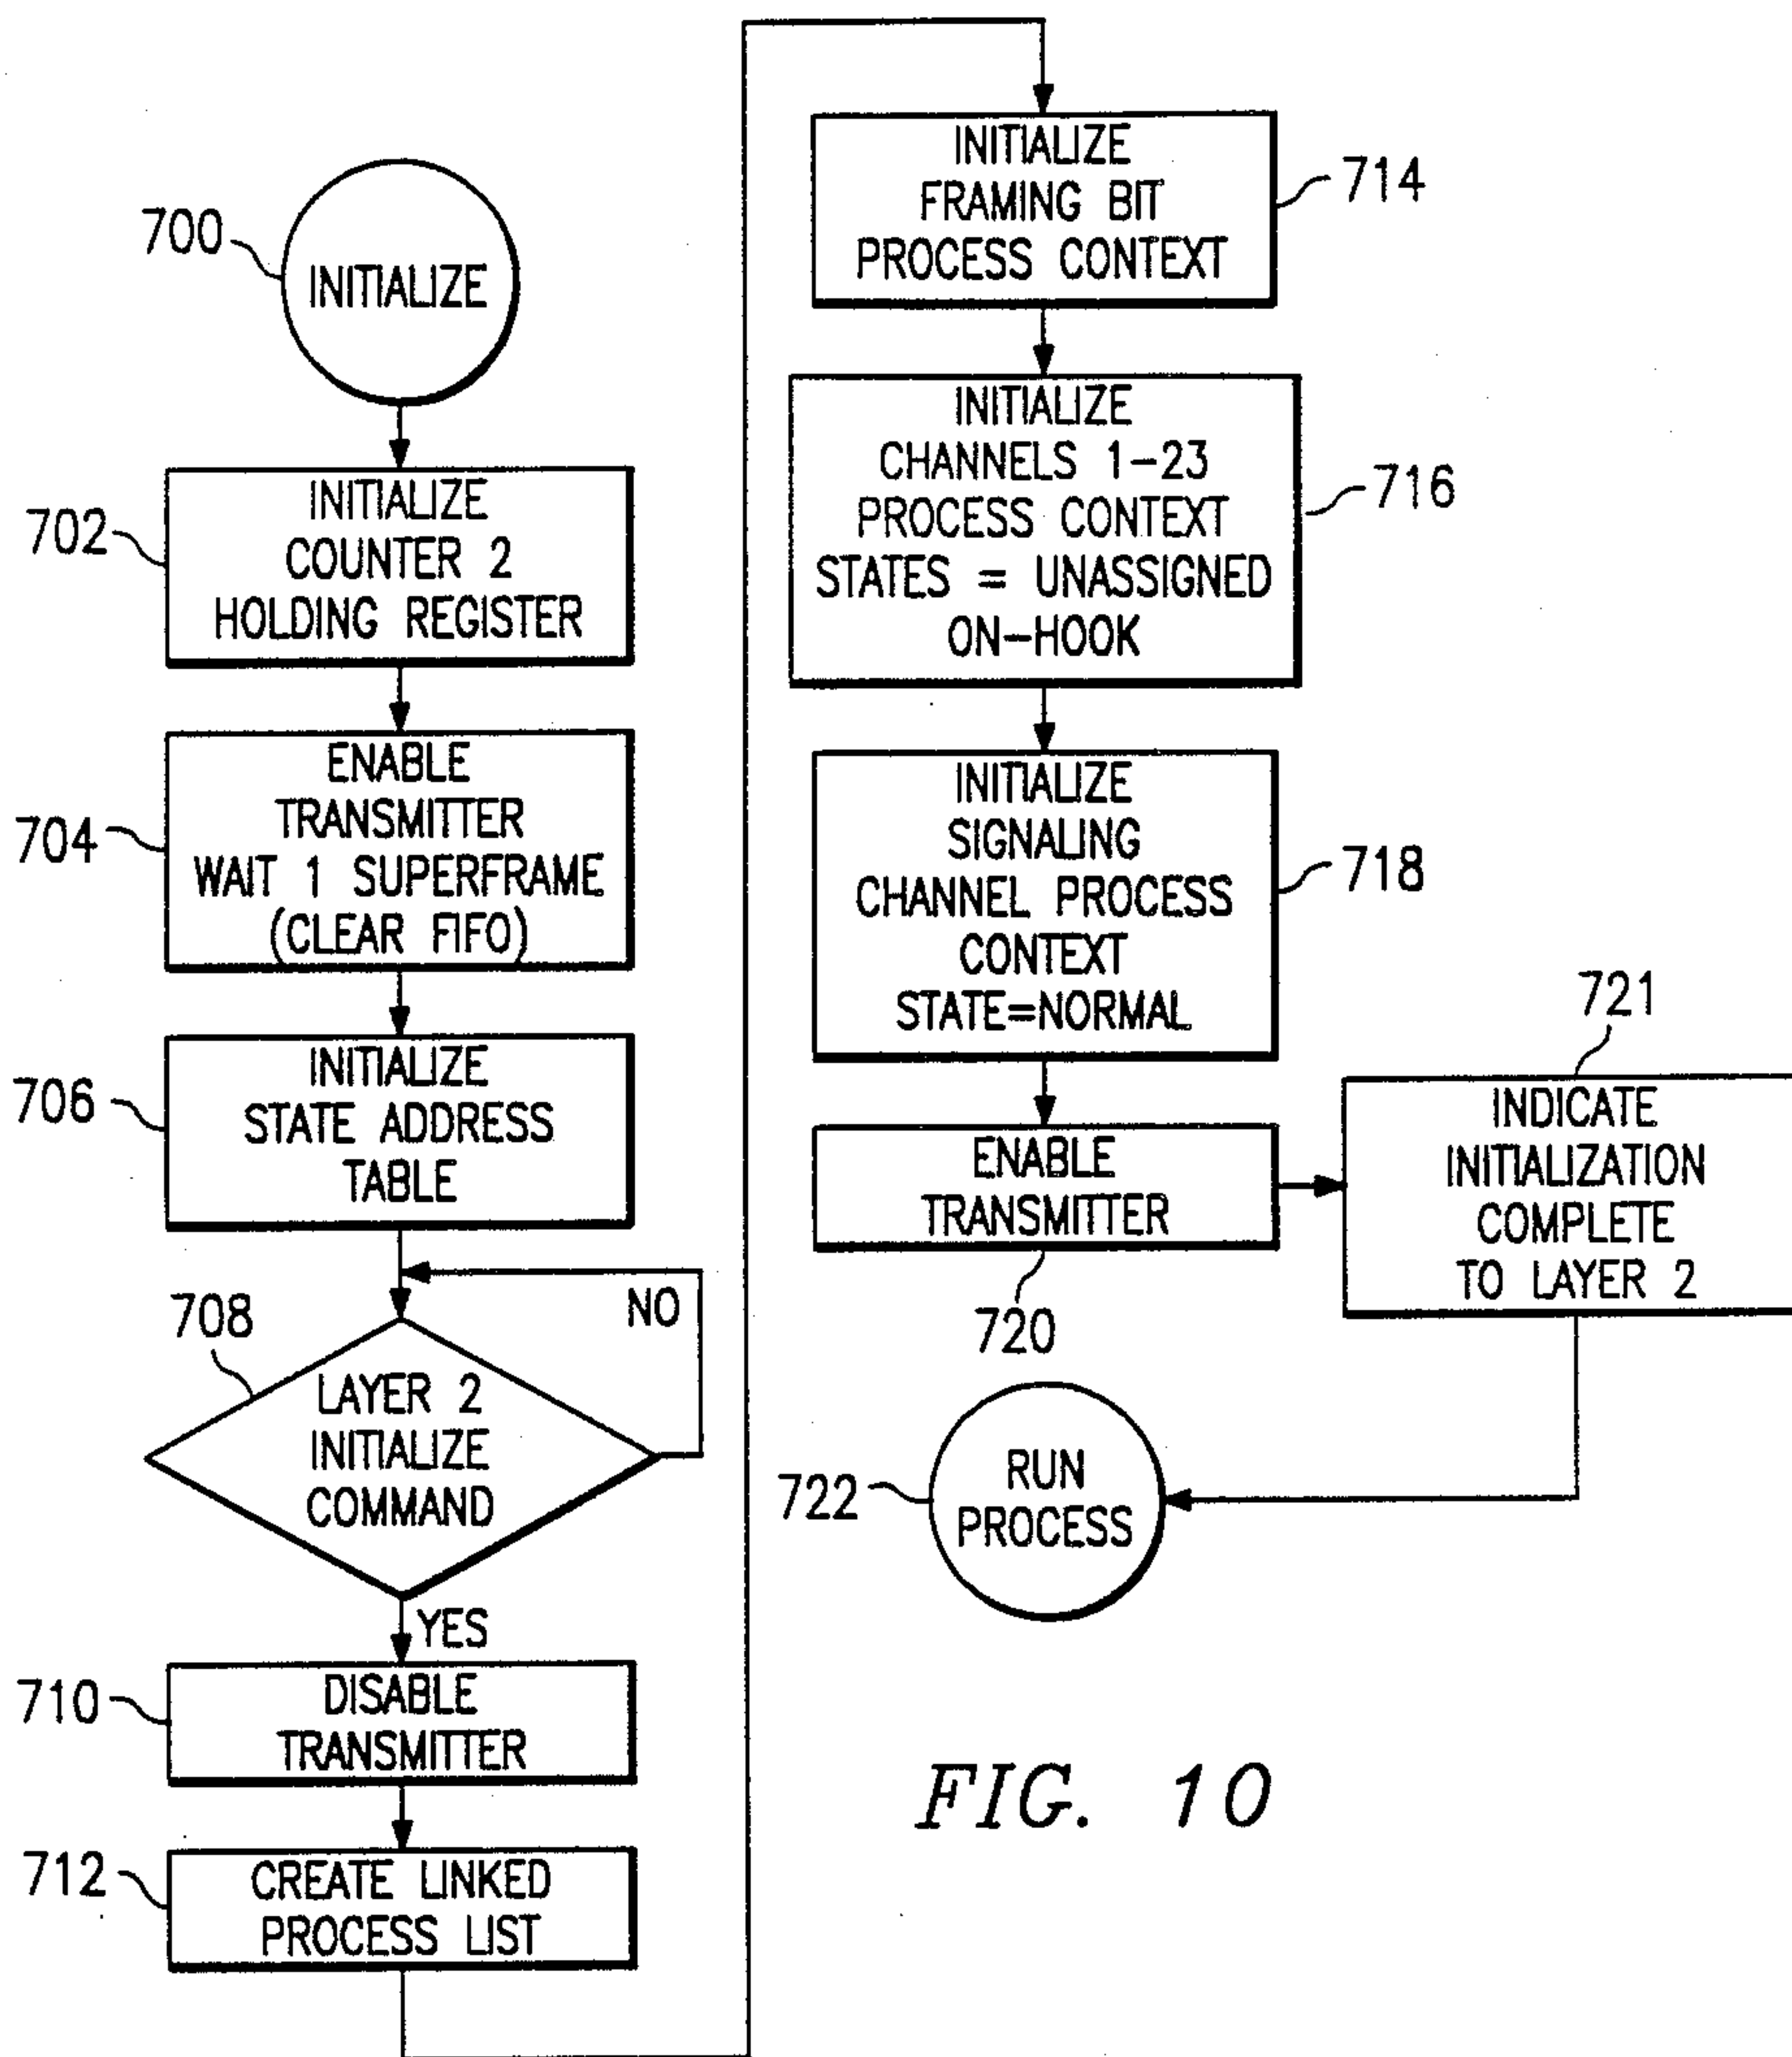 700
INITIALIZE
702
INITIALIZE
COUNTER 2
HOLDING REGISTER
704
ENABLE
TRANSMITTER
WAIT 1 SUPERFRAME
(CLEAR FIFO)
706
INITIALIZE
STATE ADDRESS
TABLE
708
LAYER 2
INITIALIZE
COMMAND
NO
YES
710
DISABLE
TRANSMITTER
712
CREATE LINKED
PROCESS LIST
INITIALIZE
FRAMING BIT
PROCESS CONTEXT
714
INITIALIZE
CHANNELS 1-23
PROCESS CONTEXT
STATES = UNASSIGNED
ON-HOOK
716
INITIALIZE
SIGNALING
CHANNEL PROCESS
CONTEXT
STATE=NORMAL
718
ENABLE
TRANSMITTER
720
721
INDICATE
INITIALIZATION
COMPLETE
TO LAYER 2
722
RUN
PROCESS
FIG. 10